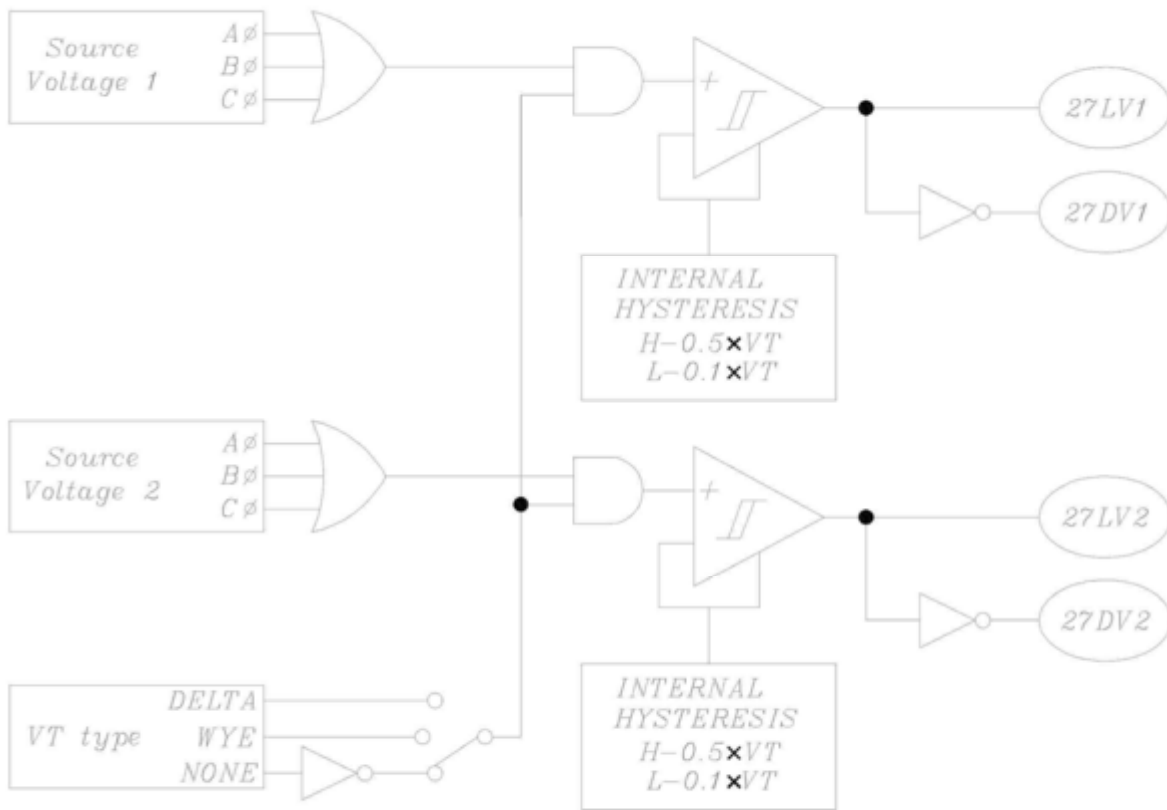 Source
Voltage 1
AØ
BØ
CØ
+
27LV1
27DV1
INTERNAL
HYSTERESIS
H-0.5×VT
L-0.1×VT
Source
Voltage 2
AØ
BØ
CØ
+
27LV2
27DV2
VT type
DELTA
WYE
NONE
INTERNAL
HYSTERESIS
H-0.5×VT
L-0.1×VT